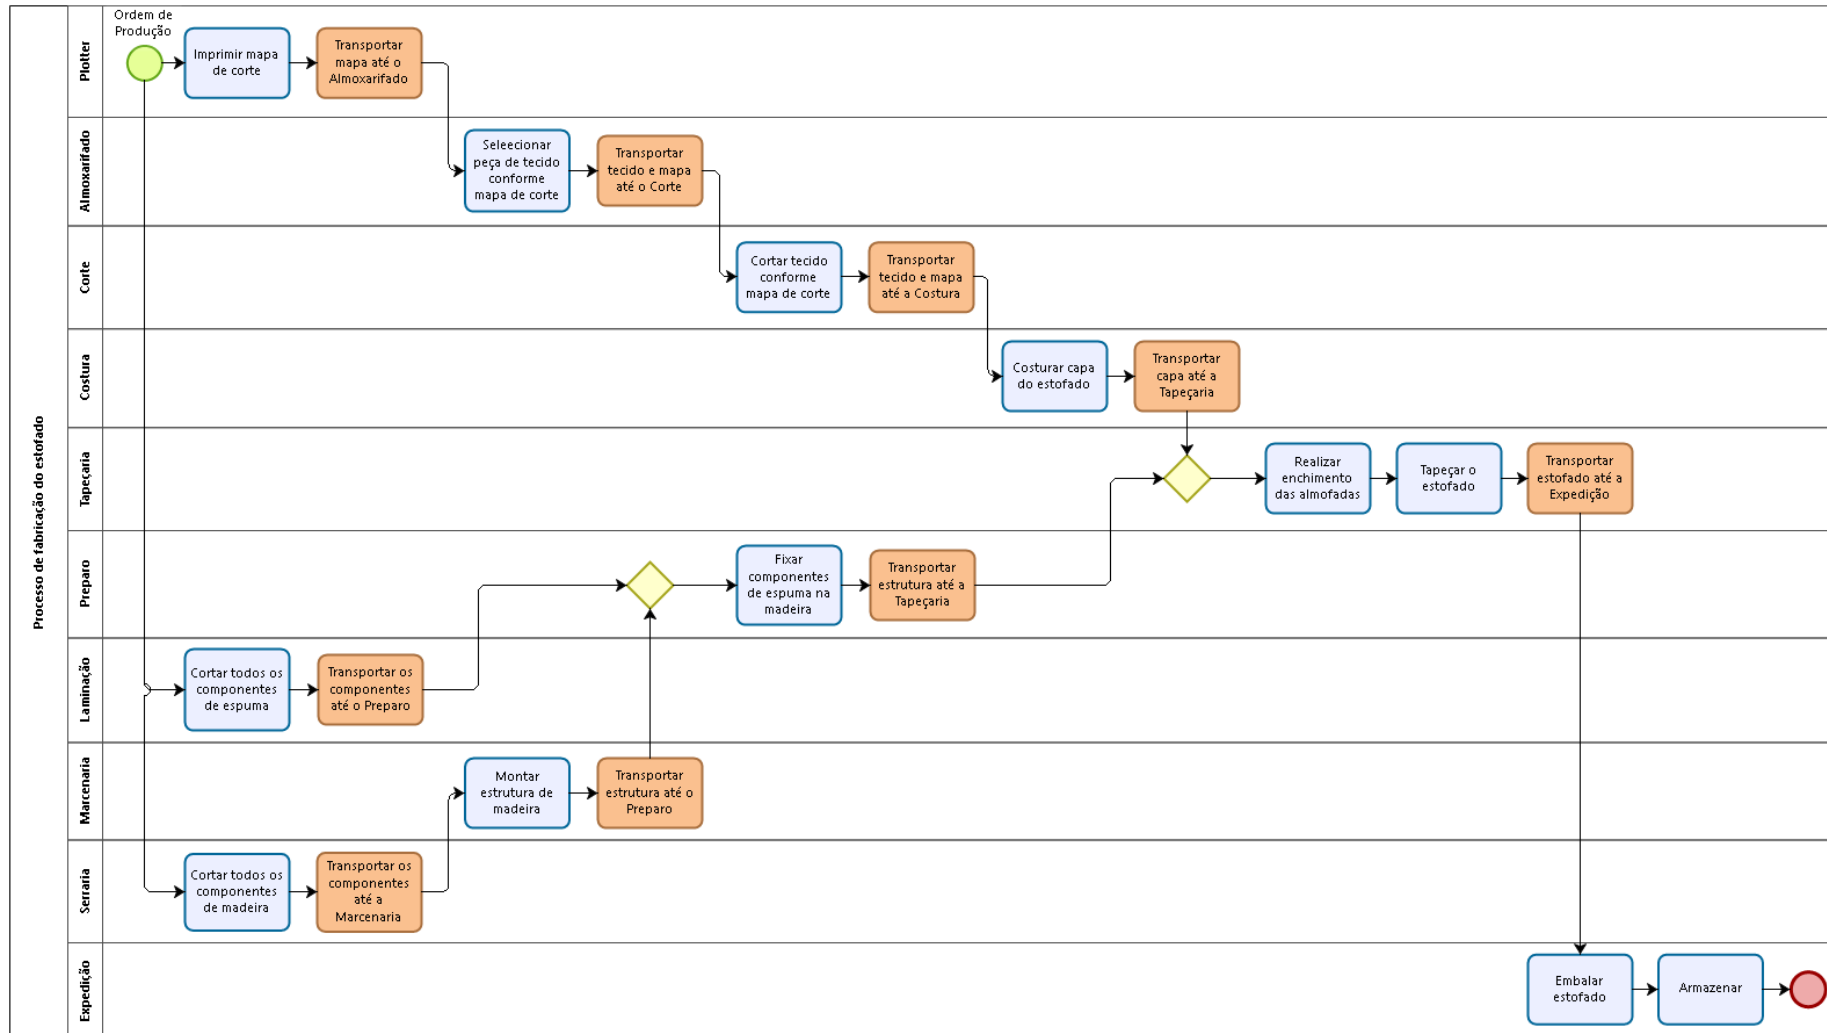 Processo de fabricação do estofado
Plotter
Ordem de
Produção
Imprimir mapa
de corte
Transportar
mapa até o
Almoxarifado
Almoxarifado
Seleecionar
peça de tecido
conforme
mapa de corte
Transportar
tecido e mapa
até o Corte
Corte
Cortar tecido
conforme
mapa de corte
Transportar
tecido e mapa
até a Costura
Costura
Costurar capa
do estofado
Transportar
capa até a
Tapeçaria
Tapeçaria
Realizar
enchimento
das almofadas
Tapeçar o
estofado
Transportar
estofado até a
Expedição
Preparo
Fixar
componentes
de espuma na
madeira
Transportar
estrutura até a
Tapeçaria
Laminação
Cortar todos os
componentes
de espuma
Transportar os
componentes
até o Preparo
Marcenaria
Montar
estrutura de
madeira
Transportar
estrutura até o
Preparo
Serraria
Cortar todos os
componentes
de madeira
Transportar os
componentes
até a
Marcenaria
Expedição
Embalar
estofado
Armazenar